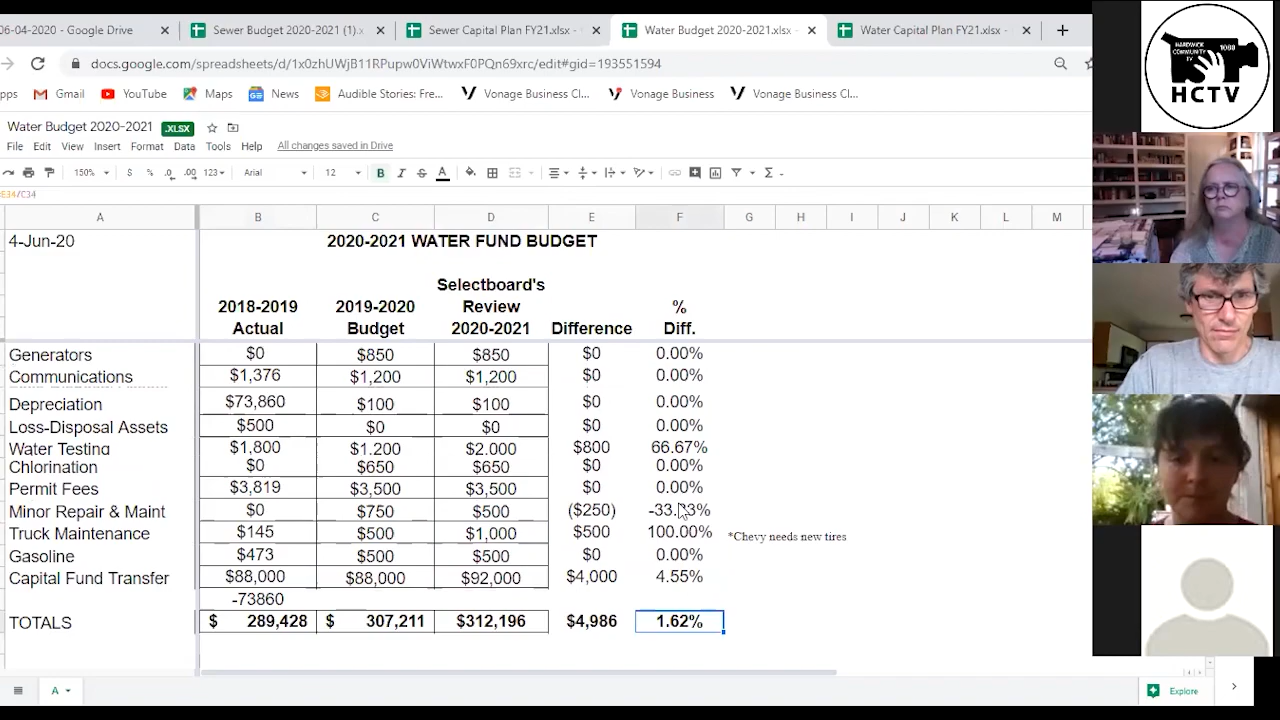 06-04-2020 - Google Drive Sewer Budget 2020-2021 (1).x Sewer Capital Plan FY21.xlsx - Water Budget 2020-2021.xlsx - Water Capital Plan FY21.xlsx -
HARDWICK COMMUNITY TV 1088
HCTV
docs.google.com/spreadsheets/d/1x0zhUWjB11RPupw0ViWtwxF0PQnj9iyc/edit#gid=193551594
pps Gmail YouTube Maps News Audible Stories: Fre... Vonage Business Cl... Vonage Business Vonage Business Cl...
Water Budget 2020-2021 .XLSX
File Edit View Insert Format Data Tools Help All changes saved in Drive
150% $ % .0 .00 123 Arial 12 B I S A
E34/C34
A B C D E F G H I J K L M
4-Jun-20 2020-2021 WATER FUND BUDGET
Selectboard's
2018-2019 2019-2020 Review %
Actual Budget 2020-2021 Difference Diff.
Generators $0 $850 $850 $0 0.00%
Communications $1,376 $1,200 $1,200 $0 0.00%
Depreciation $73,860 $100 $100 $0 0.00%
Loss-Disposal Assets $500 $0 $0 $0 0.00%
Water Testing $1,800 $1.200 $2.000 $800 66.67%
Chlorination $0 $650 $650 $0 0.00%
Permit Fees $3,819 $3,500 $3,500 $0 0.00%
Minor Repair & Maint $0 $750 $500 ($250) -33.33%
Truck Maintenance $145 $500 $1,000 $500 100.00% *Chevy needs new tires
Gasoline $473 $500 $500 $0 0.00%
Capital Fund Transfer $88,000 $88,000 $92,000 $4,000 4.55%
-73860
TOTALS $ 289,428 $ 307,211 $312,196 $4,986 1.62%
A Explore